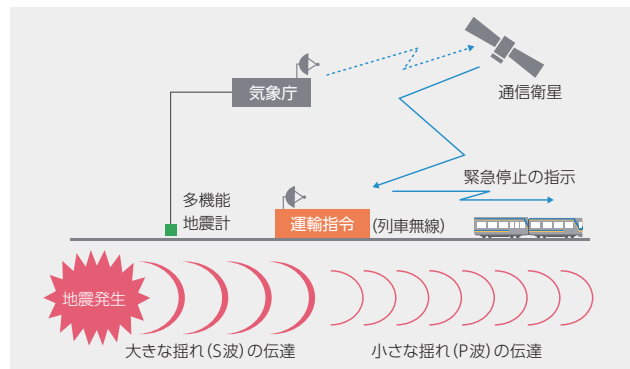 気象庁
通信衛星
緊急停止の指示
多機能
地震計
運輸指令
(列車無線)
地震発生
大きな揺れ(S波)の伝達
小さな揺れ(P波)の伝達